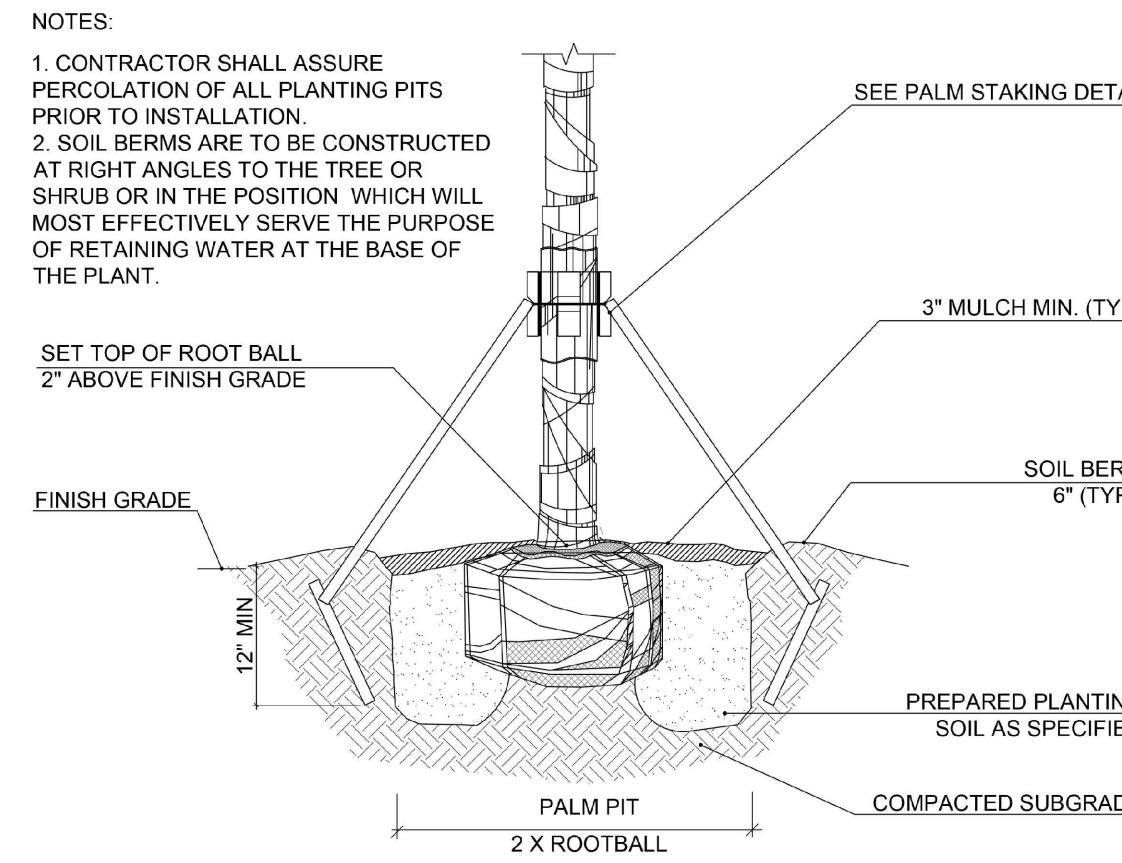 NOTES:
1. CONTRACTOR SHALL ASSURE
PERCOLATION OF ALL PLANTING PITS
PRIOR TO INSTALLATION.
2. SOIL BERMS ARE TO BE CONSTRUCTED
AT RIGHT ANGLES TO THE TREE OR
SHRUB OR IN THE POSITION WHICH WILL
MOST EFFECTIVELY SERVE THE PURPOSE
OF RETAINING WATER AT THE BASE OF
THE PLANT.
SEE PALM STAKING DETA
3" MULCH MIN. (TY
SET TOP OF ROOT BALL
2" ABOVE FINISH GRADE
SOIL BER
6" (TYP
FINISH GRADE
12" MIN
PREPARED PLANTIN
SOIL AS SPECIFIE
COMPACTED SUBGRAD
PALM PIT
2 X ROOTBALL